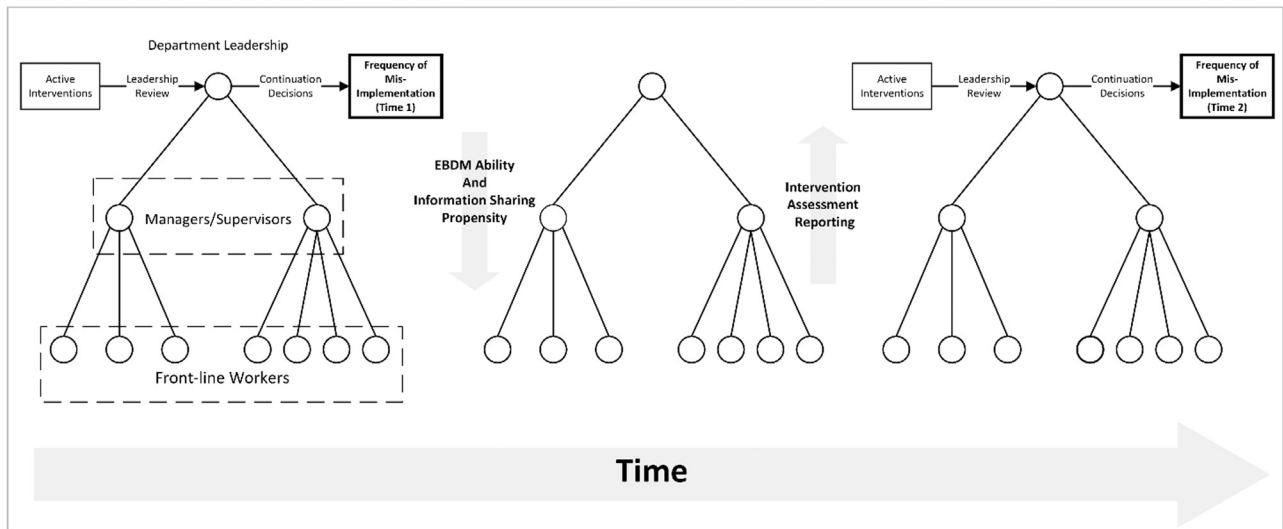 Department Leadership
Active
Interventions
Leadership
Review
Continuation
Decisions
Frequency of
Mis-
Implementation
(Time 1)
Managers/Supervisors
Front-line Workers
EBDM Ability
And
Information Sharing
Propensity
Intervention
Assessment
Reporting
Active
Interventions
Leadership
Review
Continuation
Decisions
Frequency of
Mis-
Implementation
(Time 2)
Time